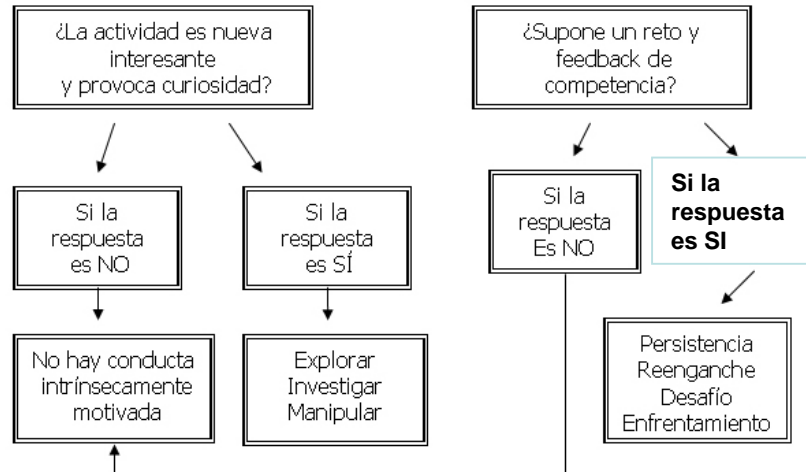 ¿La actividad es nueva
interesante
y provoca curiosidad?
¿Supone un reto y
feedback de
competencia?
Si la
respuesta
es NO
Si la
respuesta
es SÍ
Si la
respuesta
Es NO
Si la
respuesta
es SI
No hay conducta
intrínsecamente
motivada
Explorar
Investigar
Manipular
Persistencia
Reenganche
Desafío
Enfrentamiento